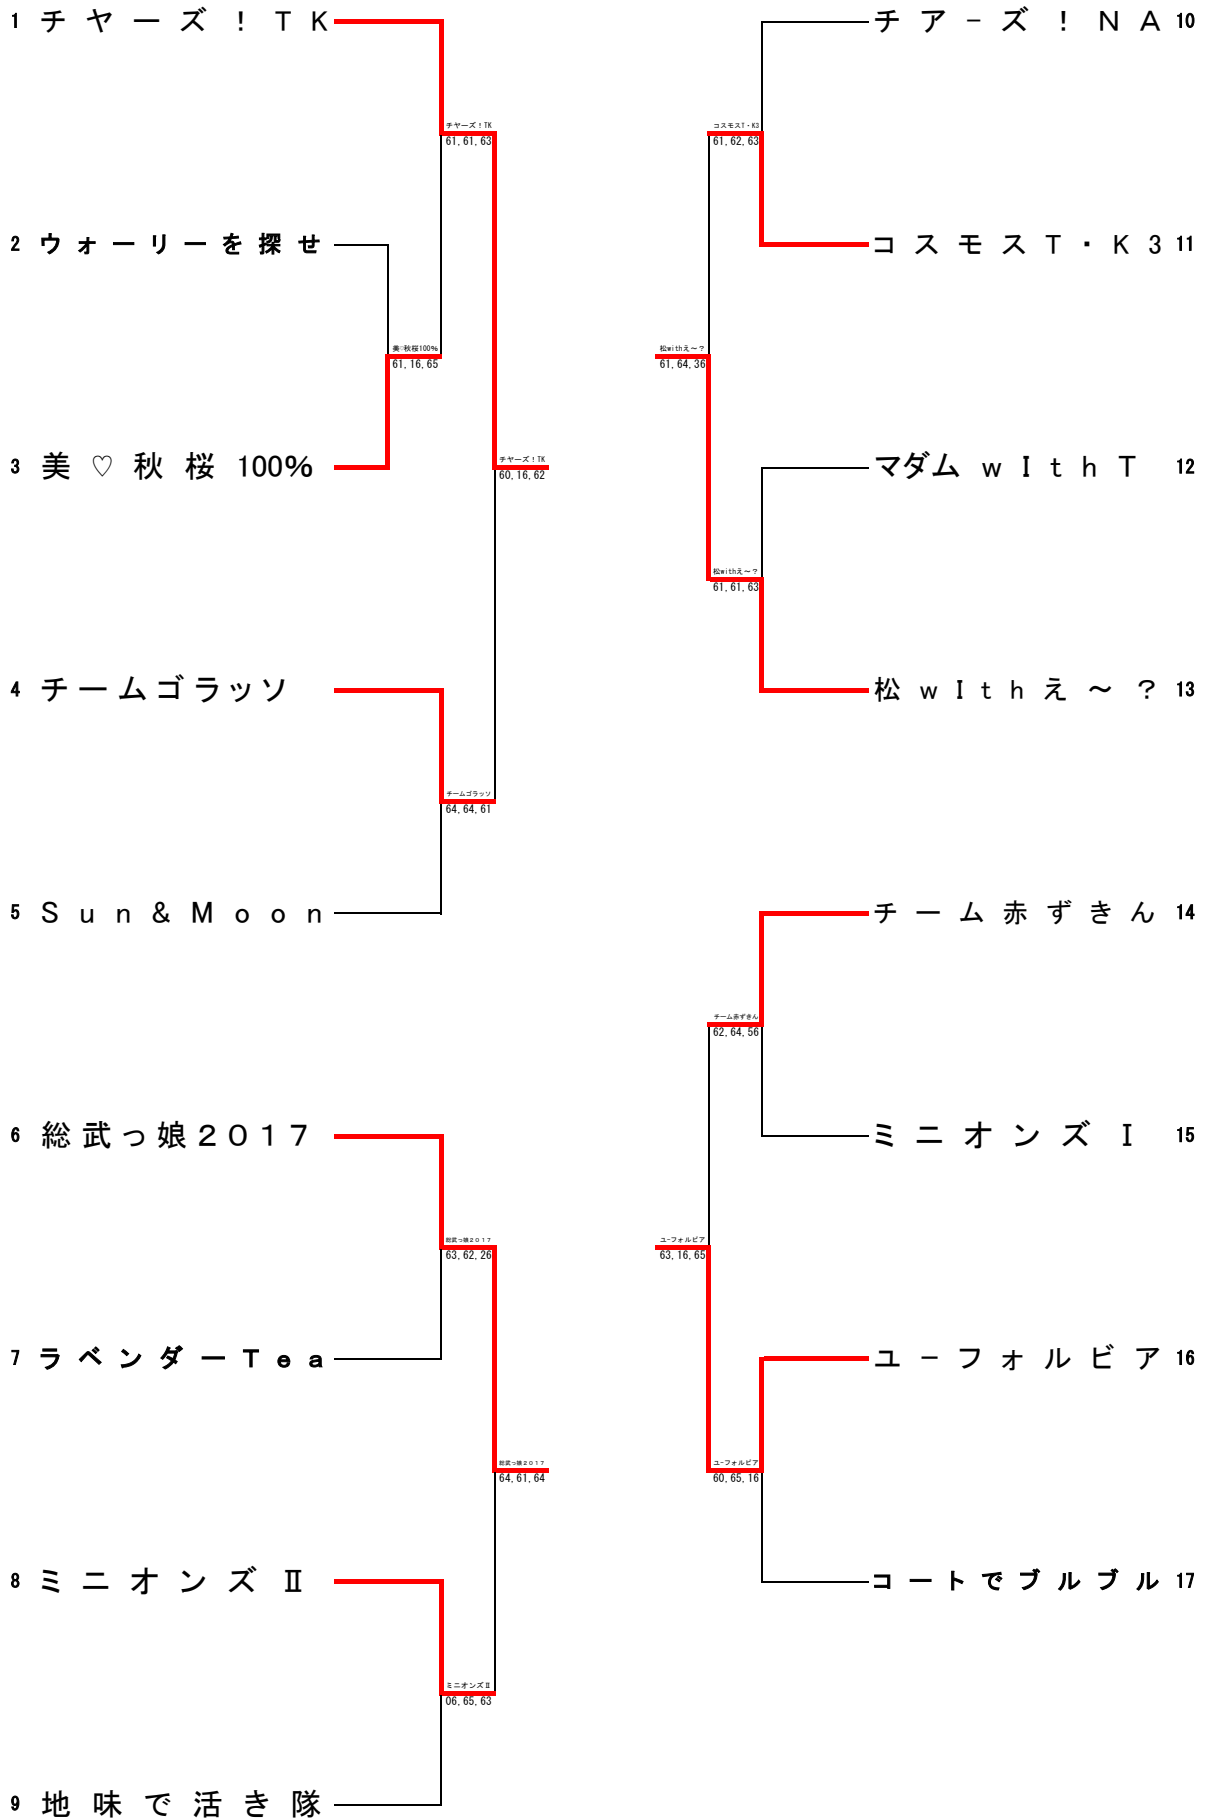 1 チヤーズ！TK
チヤーズ！TK
61,61,63
2 ウォーリーを探せ
美♡秋桜100%
61,16,65
3 美♡秋桜100%
チヤーズ！TK
60,16,62
4 チームゴラッソ
チームゴラッソ
64,64,61
5 Sun&Moon
6 総武っ娘２０１７
総武っ娘２０１７
63,62,26
7 ラベンダーTea
総武っ娘２０１７
64,61,64
8 ミニオンズⅡ
ミニオンズⅡ
06,65,63
9 地味で活き隊
チア-ズ！NA 10
コスモスT・K3
61,62,63
コスモスT・K3 11
松withえ～？
61,64,36
マダムwIthT 12
松withえ～？
61,61,63
松wIthえ～？ 13
チーム赤ずきん 14
チーム赤ずきん
62,64,56
ミニオンズI 15
ユ-フォルビア
63,16,65
ユ-フォルビア 16
ユ-フォルビア
60,65,16
コートでブルブル 17